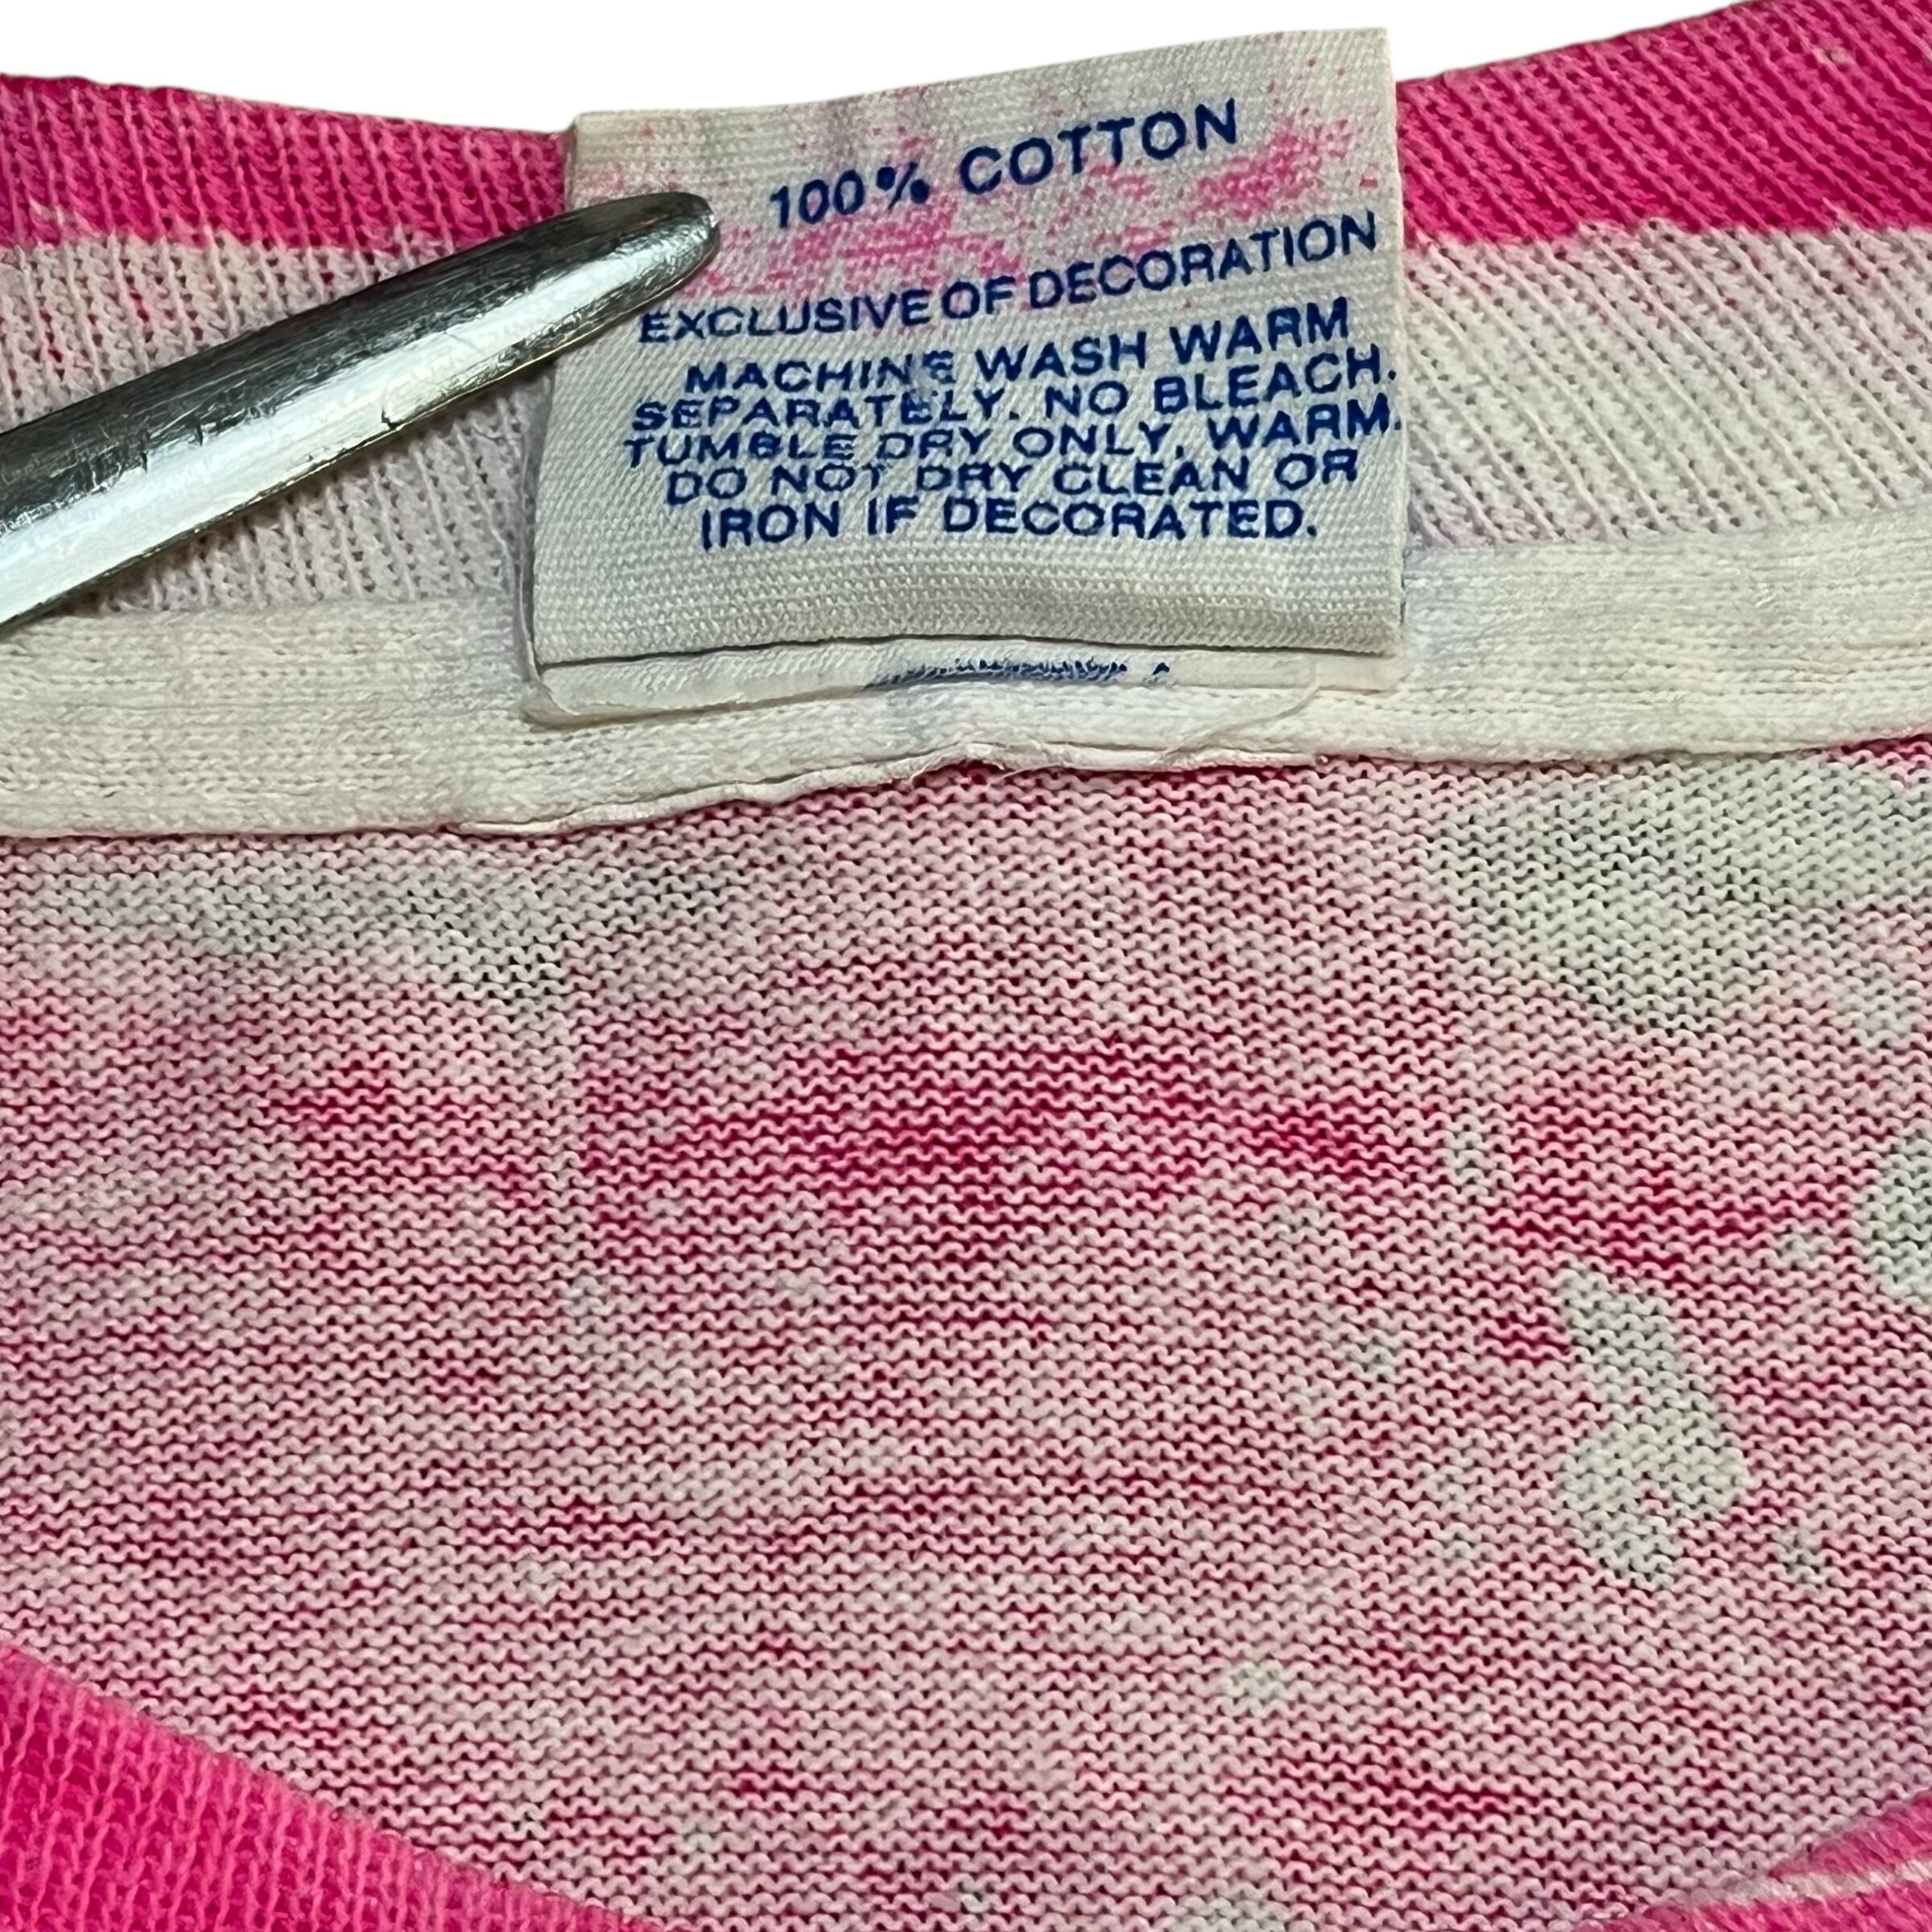 100% COTTON
EXCLUSIVE OF DECORATION
MACHINE WASH WARM
SEPARATELY. NO BLEACH.
TUMBLE DRY ONLY, WARM.
DO NOT DRY CLEAN OR
IRON IF DECORATED.